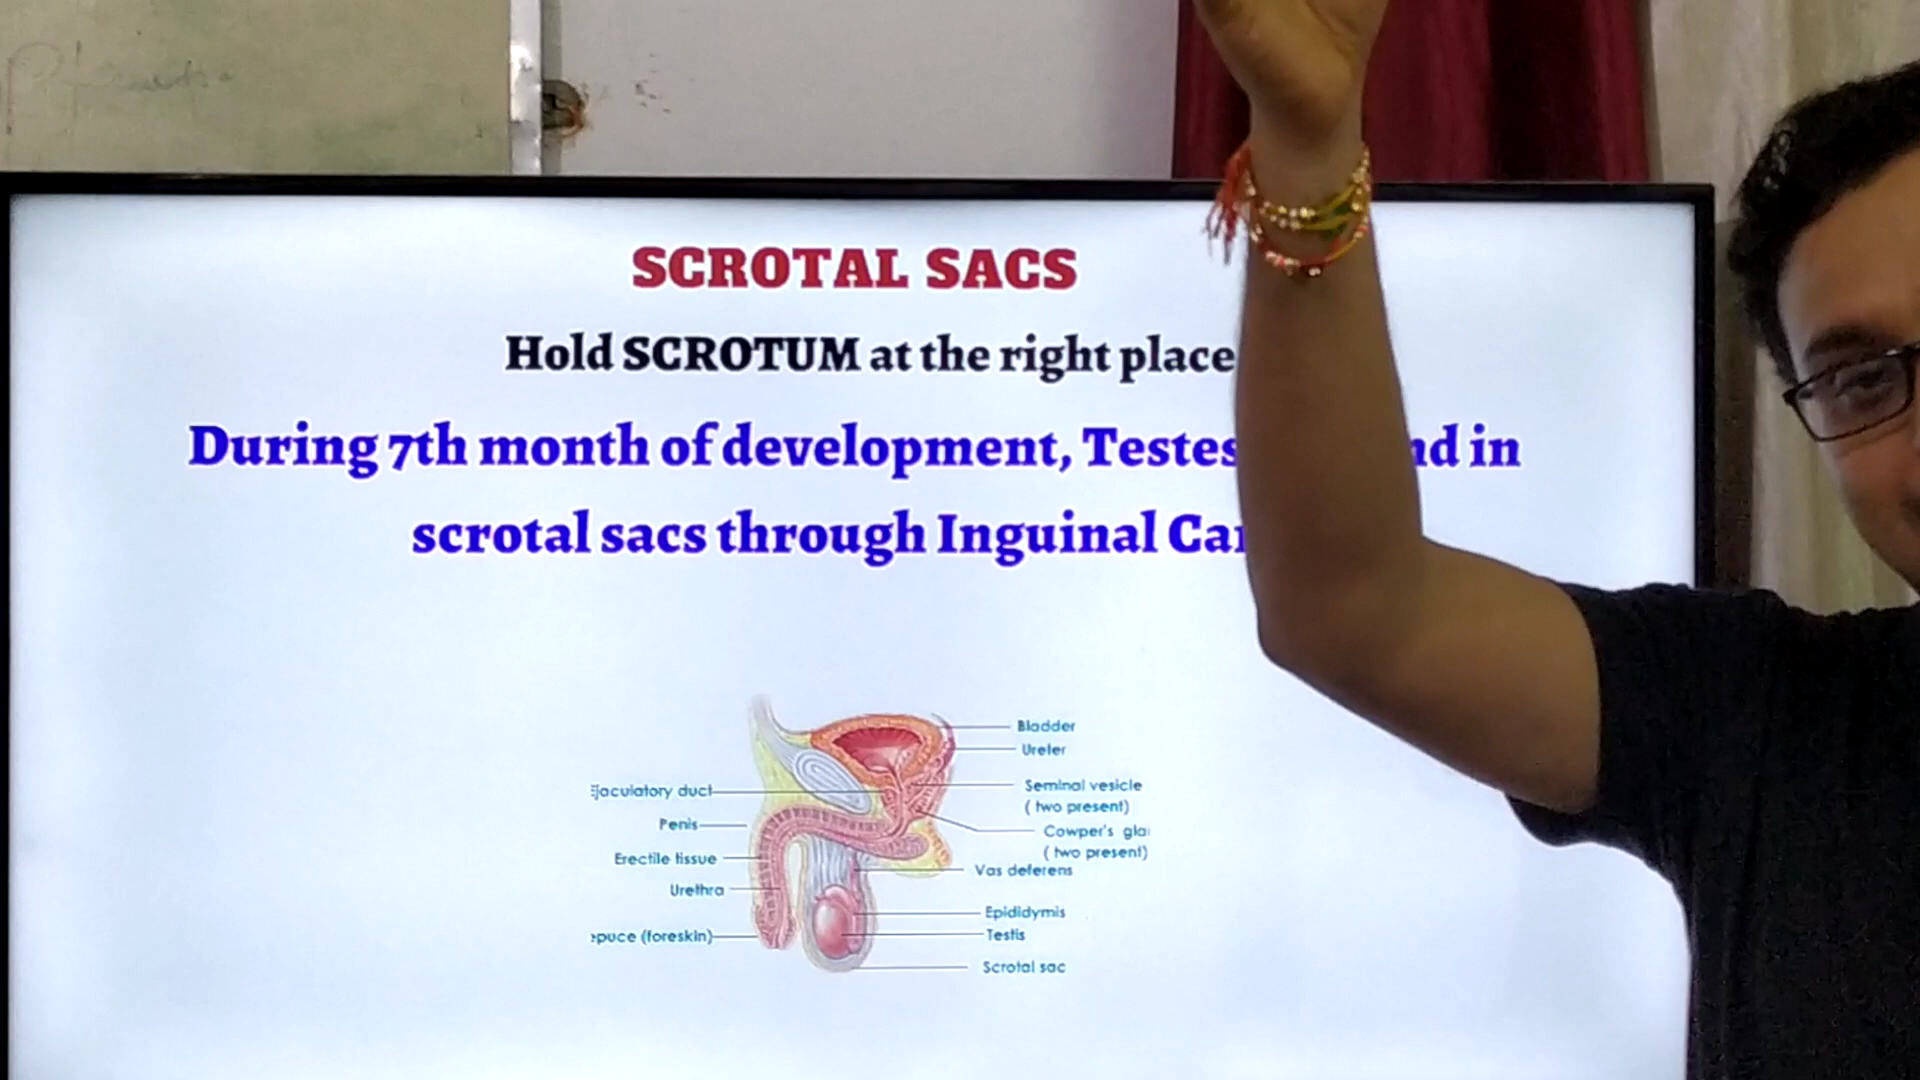 SCROTAL SACS
Hold SCROTUM at the right place
During 7th month of development, Testes nd in
scrotal sacs through Inguinal Ca
Bladder
Ureter
Seminal vesicle
( two present)
Cowper's gla
( two present)
Vas deferens
Epididymis
Testis
Scrotal sac
Ejaculatory duct
Penis
Erectile tissue
Urethra
epuce (foreskin)